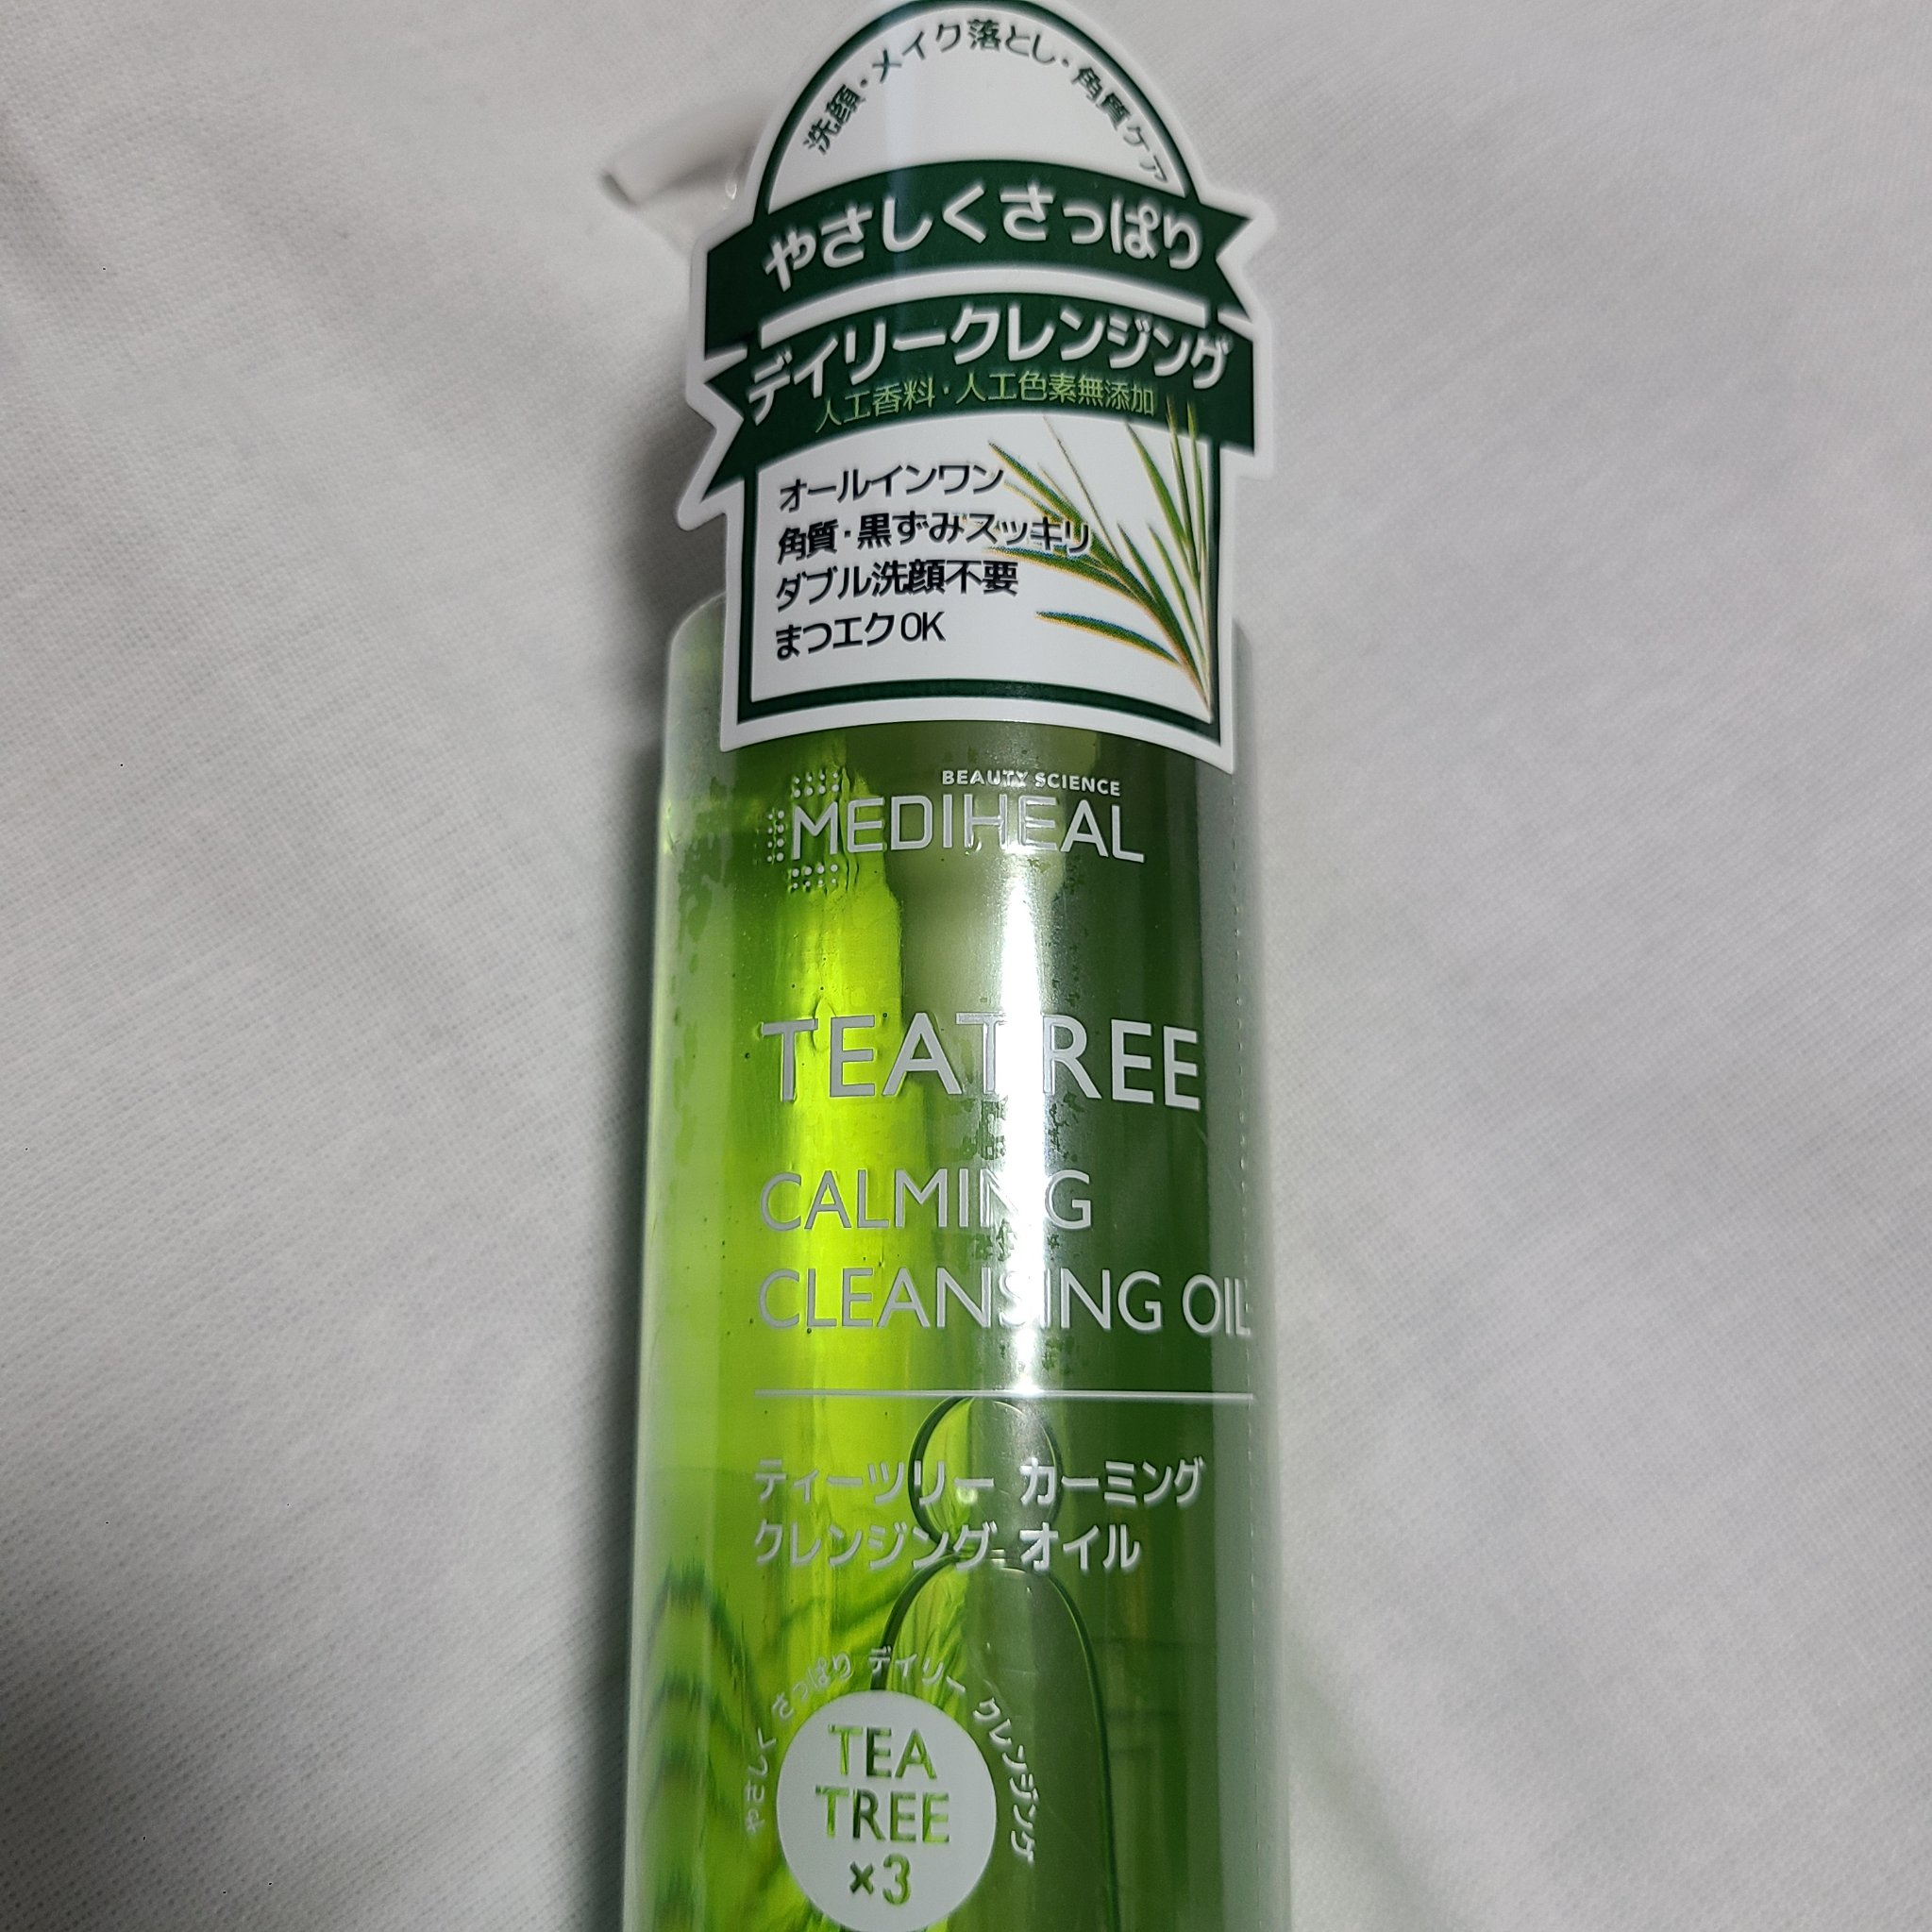 洗顔・メイク落とし・角質ケア
やさしくさっぱり
デイリークレンジング
人工香料・人工色素無添加
オールインワン
角質・黒ずみスッキリ
ダブル洗顔不要
まつエクOK
BEAUTY SCIENCE
MEDIHEAL
TEATREE
CALMING
CLEANSING OIL
ティーツリー カーミング
クレンジング オイル
やさしく さっぱり デイリー クレンジング
TEA
TREE
×3